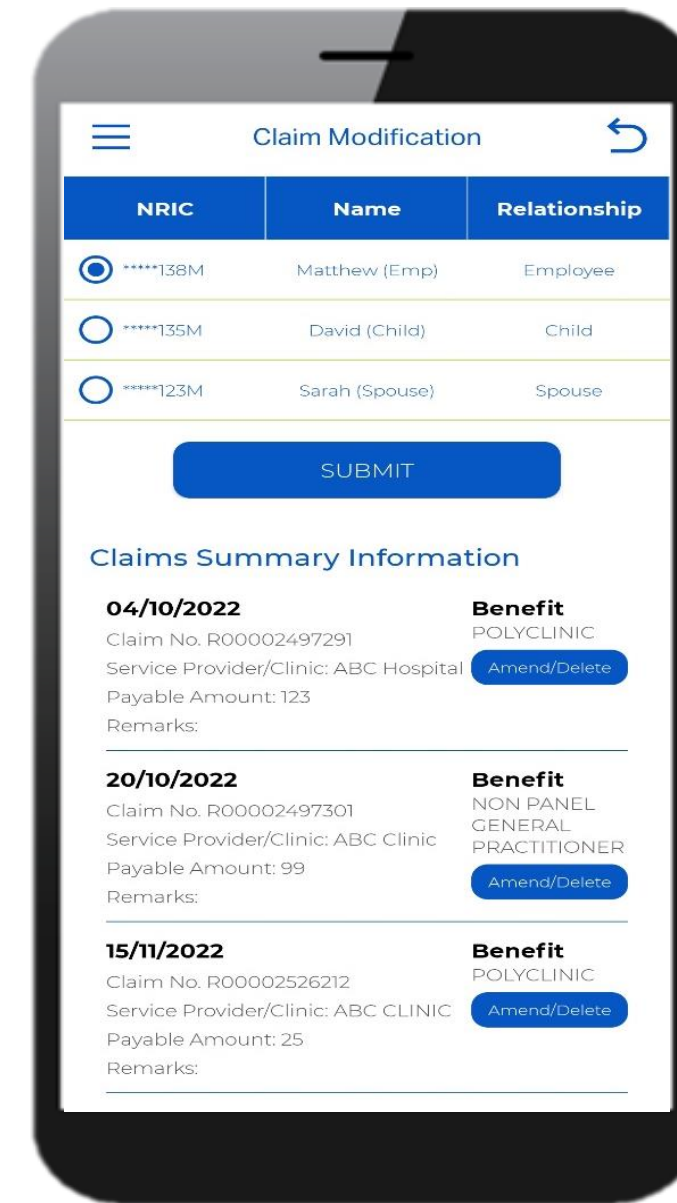 Claim Modification
NRIC Name Relationship
*****138M Matthew (Emp) Employee
*****135M David (Child) Child
*****123M Sarah (Spouse) Spouse
SUBMIT
Claims Summary Information
04/10/2022 Benefit
Claim No. R00002497291 POLYCLINIC
Service Provider/Clinic: ABC Hospital Amend/Delete
Payable Amount: 123
Remarks:
20/10/2022 Benefit
Claim No. R00002497301 NON PANEL
GENERAL
Service Provider/Clinic: ABC Clinic PRACTITIONER
Payable Amount: 99 Amend/Delete
Remarks:
15/11/2022 Benefit
Claim No. R00002526212 POLYCLINIC
Service Provider/Clinic: ABC CLINIC Amend/Delete
Payable Amount: 25
Remarks: